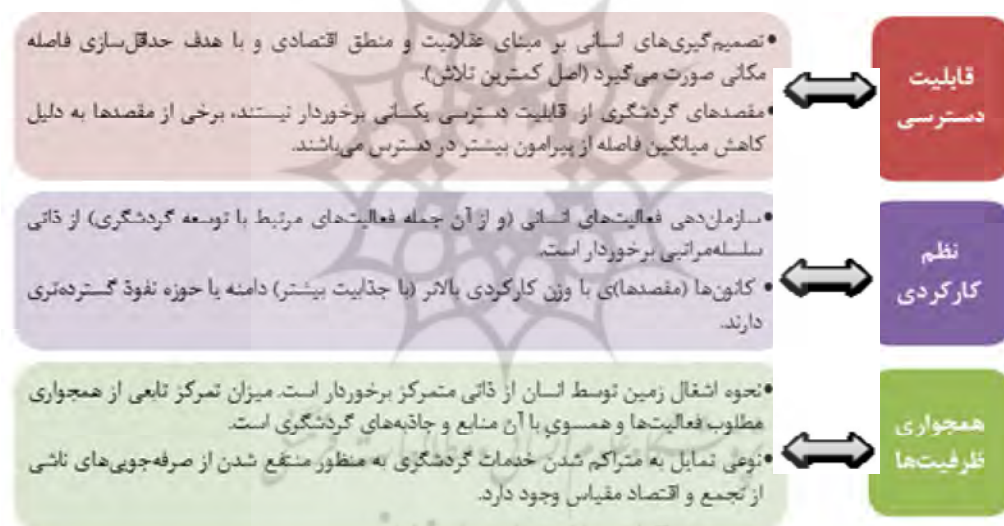 قابلیت
دسترسی
•تصمیم‌گیری‌های انسانی بر مبنای عقلانیت و منطق اقتصادی و با هدف حداقل‌سازی فاصله
مکانی صورت می‌گیرد (اصل کمترین تلاش).
•مقصدهای گردشگری از قابلیت دسترسی یکسانی برخوردار نیستند، برخی از مقصدها به دلیل
کاهش میانگین فاصله از پیرامون بیشتر در دسترس می‌باشند.
نظم
کارکردی
•سازمان‌دهی فعالیت‌های انسانی (و از آن جمله فعالیت‌های مرتبط با توسعه گردشگری) از ذاتی
سلسله‌مراتبی برخوردار است.
• کانون‌ها (مقصدها)ی با وزن کارکردی بالاتر (با جذابیت بیشتر) دامنه یا حوزه نفوذ گسترده‌تری
دارند.
همجواری
ظرفیت‌ها
•نحوه اشغال زمین توسط انسان از ذاتی متمرکز برخوردار است. میزان تمرکز تابعی از همجواری
مطلوب فعالیت‌ها و همسوی با آن منابع و جاذبه‌های گردشگری است.
•نوعی تمایل به متراکم شدن خدمات گردشگری به منظور منتفع شدن از صرفه‌جویی‌های ناشی
از تجمع و اقتصاد مقیاس وجود دارد.